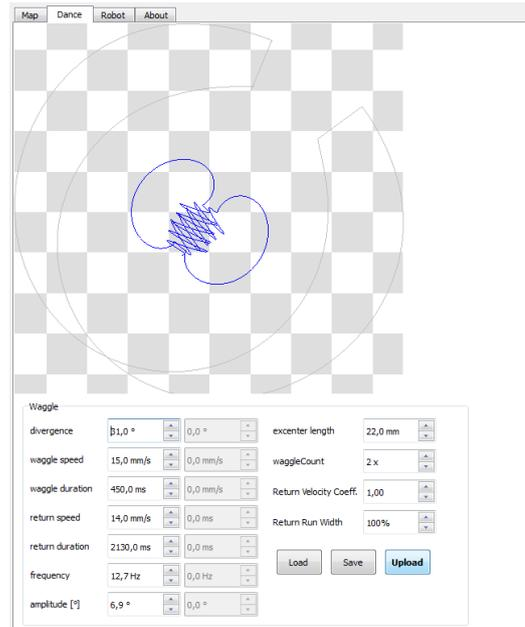 Map Dance Robot About
Waggle
divergence 31,0 ° 0,0 ° excenter length 22,0 mm
waggle speed 15,0 mm/s 0,0 mm/s waggleCount 2 x
waggle duration 450,0 ms 0,0 mm/s Return Velocity Coeff. 1,00
return speed 14,0 mm/s 0,0 ms Return Run Width 100%
return duration 2130,0 ms 0,0 ms Load Save Upload
frequency 12,7 Hz 0,0 Hz
amplitude [°] 6,9 ° 0,0 °